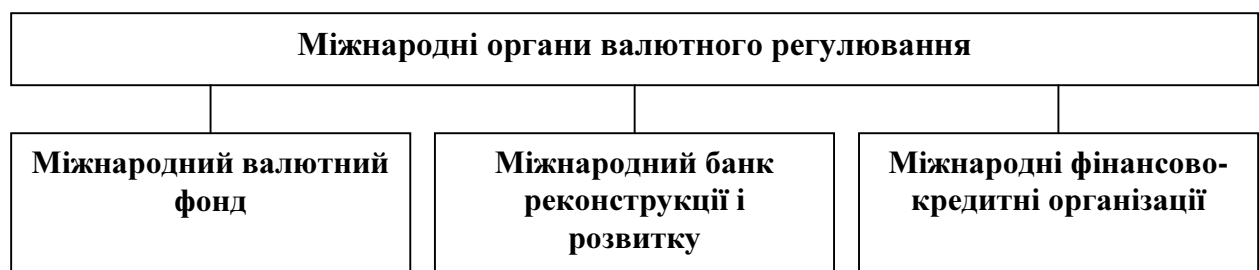 Міжнародні органи валютного регулювання
Міжнародний валютний
фонд
Міжнародний банк
реконструкції і
розвитку
Міжнародні фінансово-
кредитні організації